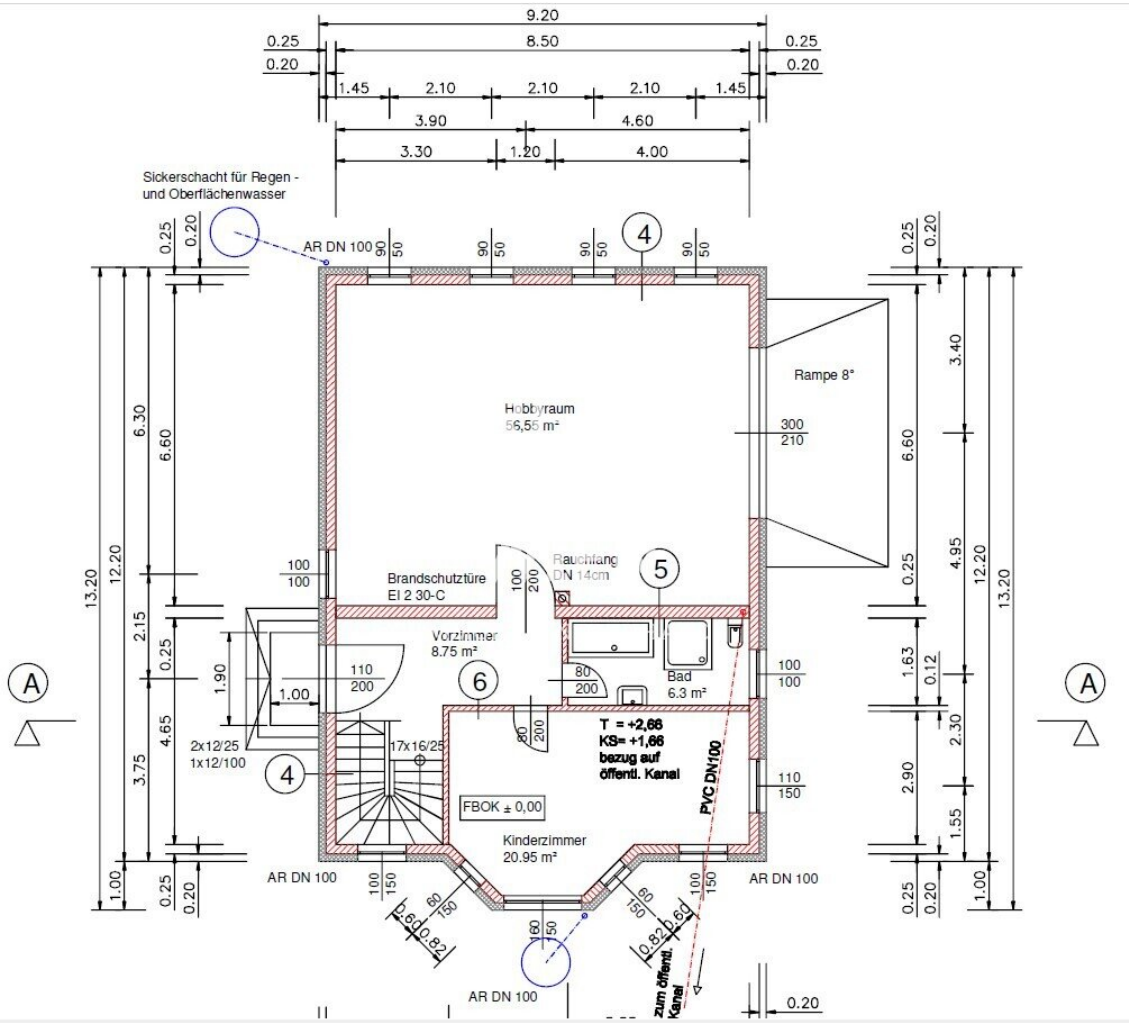 9.20
0.25 8.50 0.25
0.20 0.20
1.45 2.10 2.10 2.10 1.45
3.90 4.60
3.30 1.20 4.00
Sickerschacht für Regen -
und Oberflächenwasser
AR DN 100
90 50
90 50
90 50
90 50
4
0.25
0.20
0.25
0.20
13.20
12.20
6.30
6.60
2.15
0.25
1.90
4.65
3.75
1.00
0.25
0.20
Rampe 8°
300
210
3.40
6.60
4.95
12.20
13.20
0.25
1.63
0.12
2.30
2.90
1.55
1.00
0.25
0.20
Hobbyraum
56,55 m²
100
100
Brandschutztüre
EI 2 30-C
100
200
Rauchfang
DN 14cm
5
Vorzimmer
8.75 m²
110
200
1.00
6
80
200
Bad
6.3 m²
100
100
A
A
2x12/25
1x12/100
4
17x16/25
80
200
T = +2,66
KS= +1,66
bezug auf
öffentl. Kanal
PVC DN100
110
150
FBOK ± 0,00
Kinderzimmer
20.95 m²
AR DN 100
100
150
60
150
0.60
0.82
160
150
60
150
0.60
0.82
100
150
AR DN 100
AR DN 100
zum öffentl.
Kanal
0.20